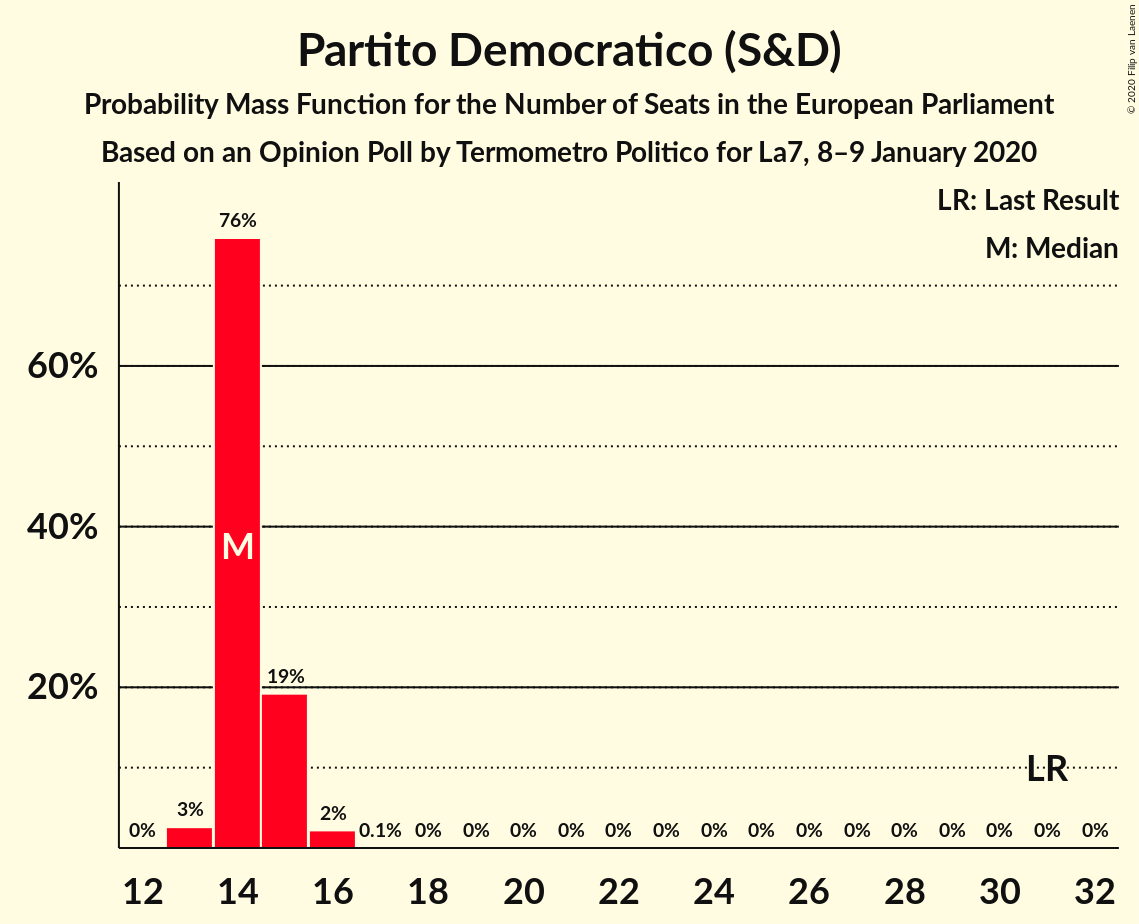 Partito Democratico (S&D)
Probability Mass Function for the Number of Seats in the European Parliament
Based on an Opinion Poll by Termometro Politico for La7, 8–9 January 2020
© 2020 Filip van Laenen
LR: Last Result
M: Median
76%
60%
40%
M
19%
20%
LR
0% 3% 2% 0.1% 0% 0% 0% 0% 0% 0% 0% 0% 0% 0% 0% 0% 0% 0% 0%
12 14 16 18 20 22 24 26 28 30 32